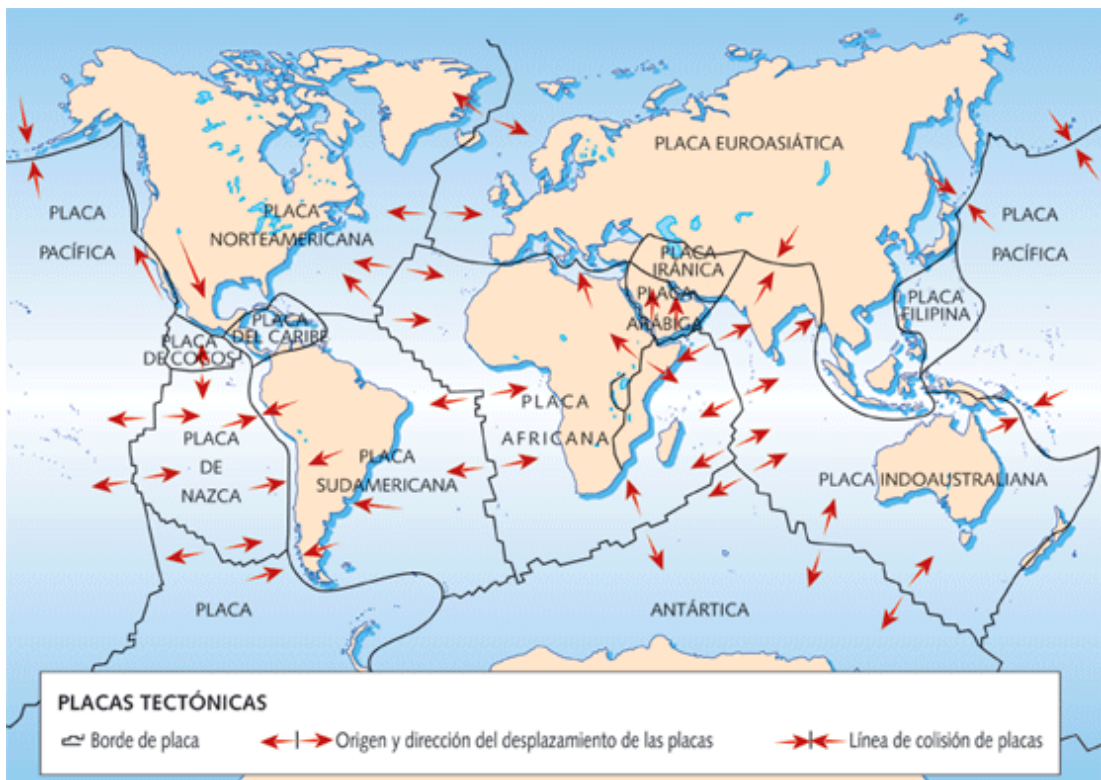 PLACA EUROASIÁTICA
PLACA
NORTEAMERICANA
PLACA
PACÍFICA
PLACA
PACÍFICA
PLACA
IRÁNICA
PLACA
ARÁBICA
PLACA
FILIPINA
PLACA
DEL CARIBE
PLACA
DE COCOS
PLACA
AFRICANA
PLACA
DE
NAZCA
PLACA
SUDAMERICANA
PLACA INDOAUSTRALIANA
PLACA
ANTÁRTICA
PLACAS TECTÓNICAS
Borde de placa
Origen y dirección del desplazamiento de las placas
Línea de colisión de placas